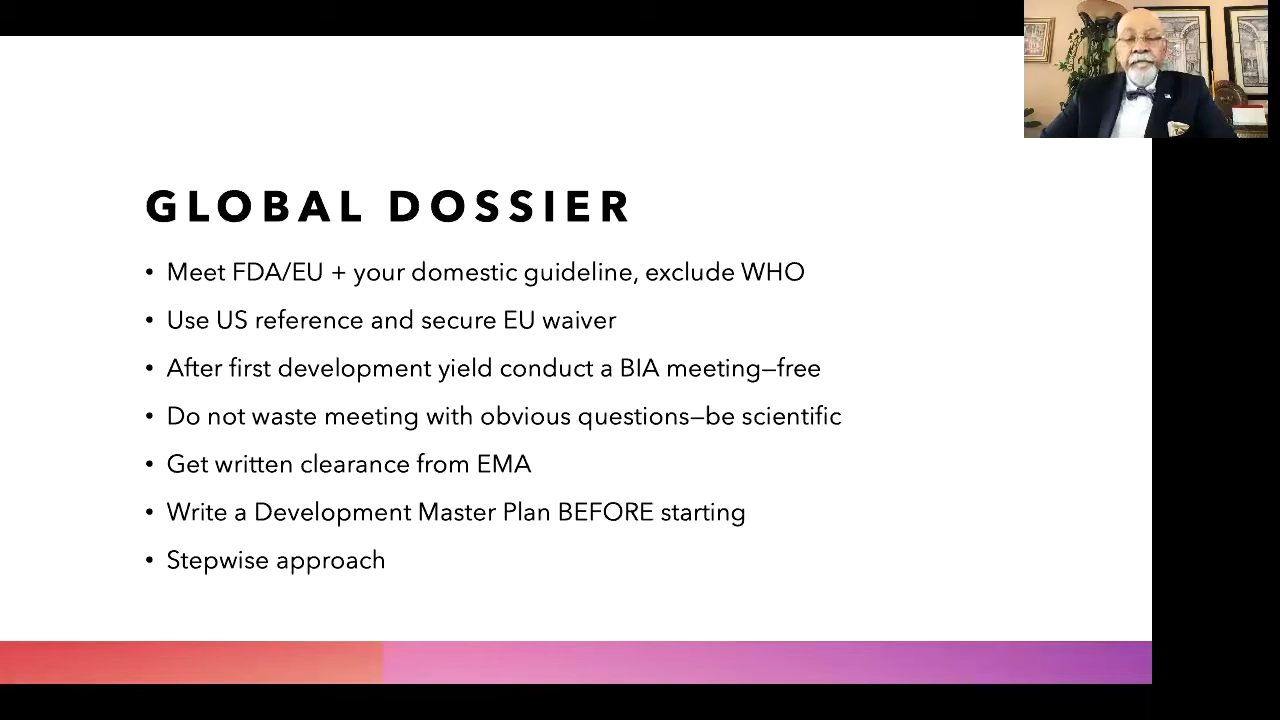 GLOBAL DOSSIER
• Meet FDA/EU + your domestic guideline, exclude WHO
• Use US reference and secure EU waiver
• After first development yield conduct a BIA meeting—free
• Do not waste meeting with obvious questions—be scientific
• Get written clearance from EMA
• Write a Development Master Plan BEFORE starting
• Stepwise approach